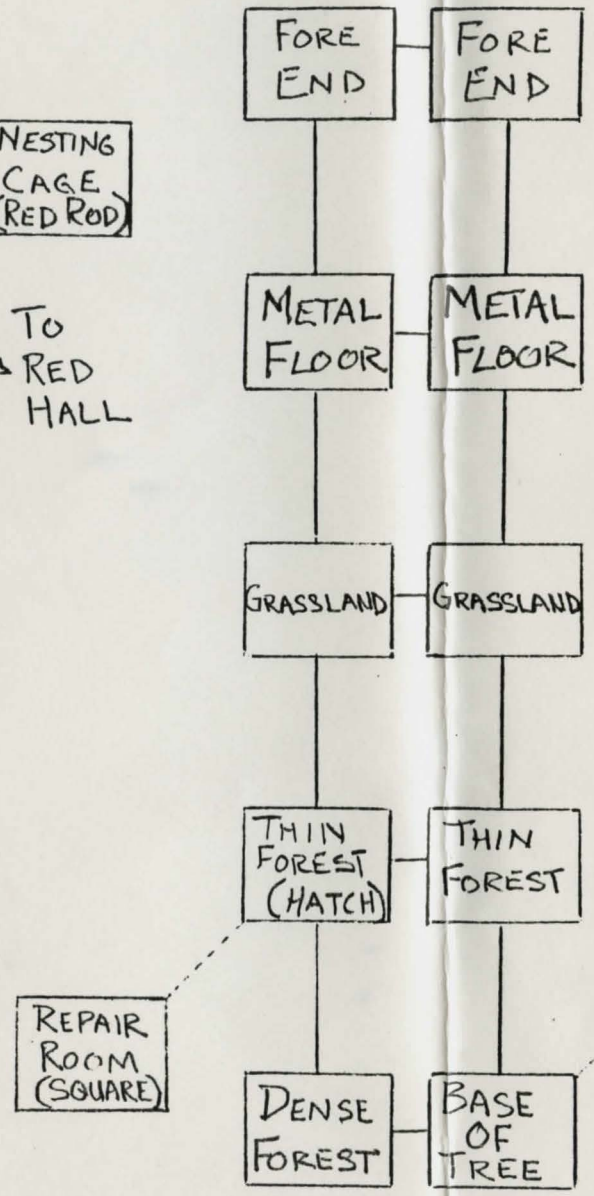 FORE
END
FORE
END
NESTING
CAGE
(RED ROD)
TO
RED
HALL
METAL
FLOOR
METAL
FLOOR
GRASSLAND
GRASSLAND
THIN
FOREST
(HATCH)
THIN
FOREST
REPAIR
ROOM
(SQUARE)
DENSE
FOREST
BASE
OF
TREE